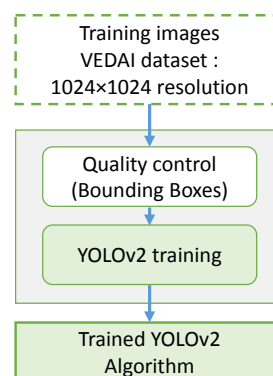 Training images
VEDAI dataset :
1024×1024 resolution
Quality control
(Bounding Boxes)
YOLOv2 training
Trained YOLOv2
Algorithm